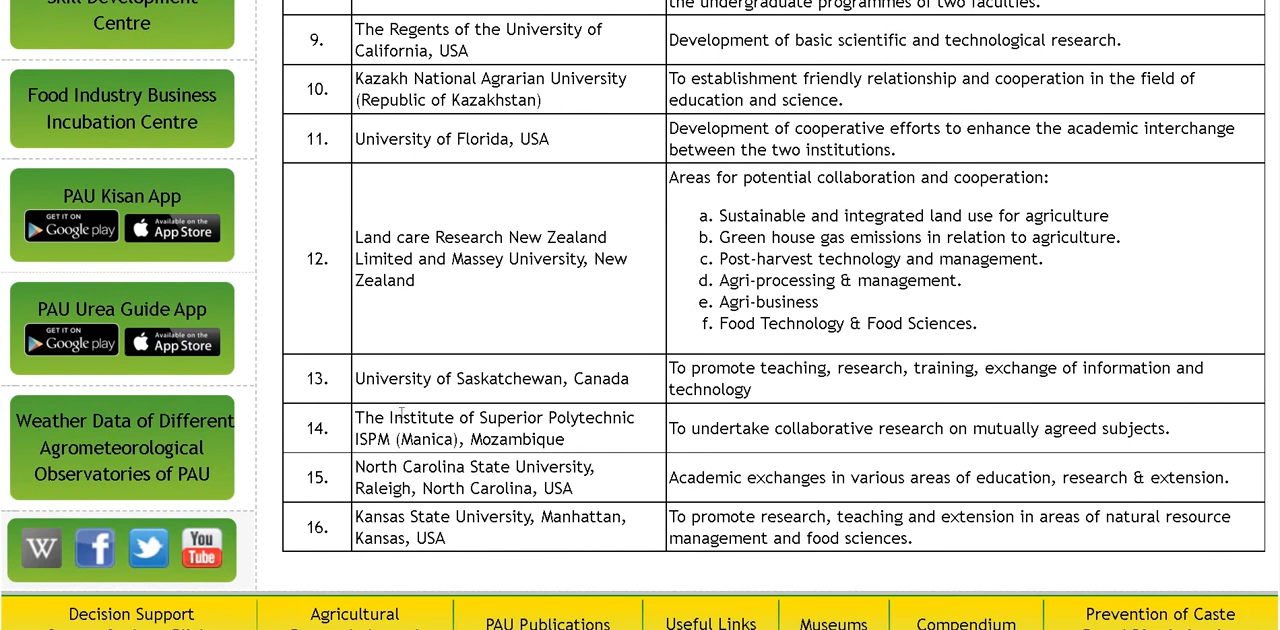 Skill Development
Centre
Food Industry Business
Incubation Centre
PAU Kisan App
GET IT ON
Google play
Available on the
App Store
PAU Urea Guide App
GET IT ON
Google play
Available on the
App Store
Weather Data of Different
Agrometeorological
Observatories of PAU
W
f
You
Tube
the undergraduate programmes of two faculties.
9.
The Regents of the University of
California, USA
Development of basic scientific and technological research.
10.
Kazakh National Agrarian University
(Republic of Kazakhstan)
To establishment friendly relationship and cooperation in the field of
education and science.
11.
University of Florida, USA
Development of cooperative efforts to enhance the academic interchange
between the two institutions.
12.
Land care Research New Zealand
Limited and Massey University, New
Zealand
Areas for potential collaboration and cooperation:
a. Sustainable and integrated land use for agriculture
b. Green house gas emissions in relation to agriculture.
c. Post-harvest technology and management.
d. Agri-processing & management.
e. Agri-business
f. Food Technology & Food Sciences.
13.
University of Saskatchewan, Canada
To promote teaching, research, training, exchange of information and
technology
14.
The Institute of Superior Polytechnic
ISPM (Manica), Mozambique
To undertake collaborative research on mutually agreed subjects.
15.
North Carolina State University,
Raleigh, North Carolina, USA
Academic exchanges in various areas of education, research & extension.
16.
Kansas State University, Manhattan,
Kansas, USA
To promote research, teaching and extension in areas of natural resource
management and food sciences.
Decision Support
Agricultural
PAU Publications
Useful Links
Museums
Compendium
Prevention of Caste